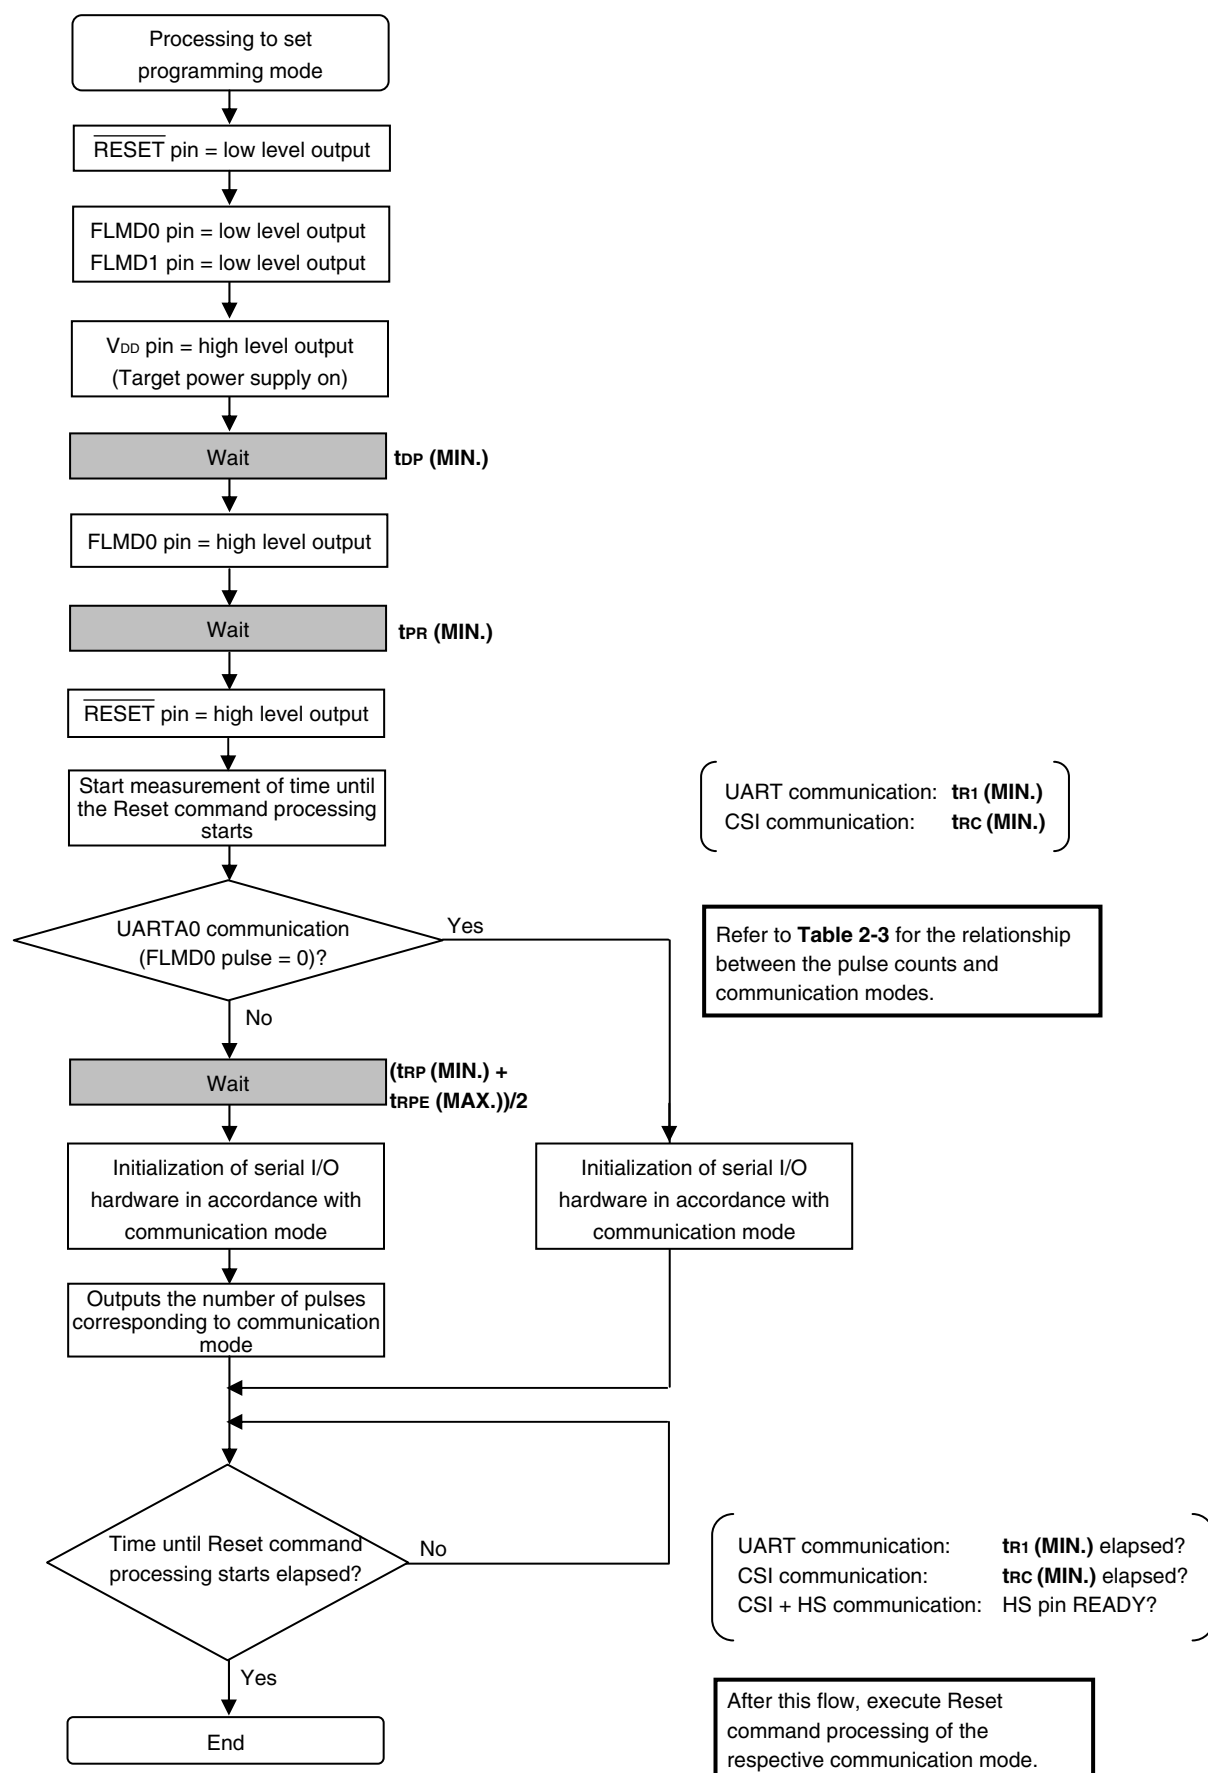 Processing to set
programming mode
RESET pin = low level output
FLMD0 pin = low level output
FLMD1 pin = low level output
VDD pin = high level output
(Target power supply on)
Wait
tDP (MIN.)
FLMD0 pin = high level output
Wait
tPR (MIN.)
RESET pin = high level output
Start measurement of time until
the Reset command processing
starts
UART communication: tR1 (MIN.)
CSI communication: tRC (MIN.)
UARTA0 communication
(FLMD0 pulse = 0)?
Yes
No
Refer to Table 2-3 for the relationship
between the pulse counts and
communication modes.
Wait
(tRP (MIN.) +
tRPE (MAX.))/2
Initialization of serial I/O
hardware in accordance with
communication mode
Initialization of serial I/O
hardware in accordance with
communication mode
Outputs the number of pulses
corresponding to communication
mode
Time until Reset command
processing starts elapsed?
No
Yes
UART communication: tR1 (MIN.) elapsed?
CSI communication: tRC (MIN.) elapsed?
CSI + HS communication: HS pin READY?
End
After this flow, execute Reset
command processing of the
respective communication mode.